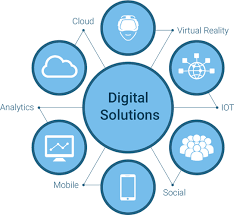 Cloud
Virtual Reality
Analytics
Digital
Solutions
IOT
Mobile
Social